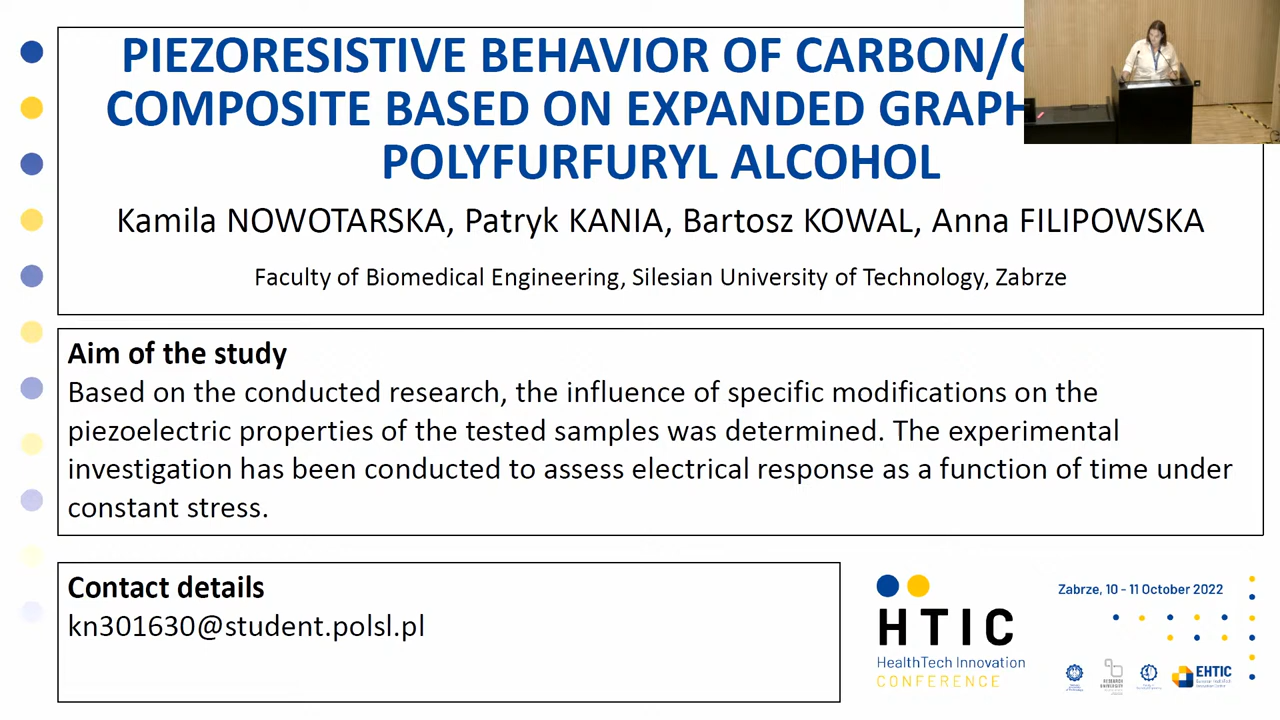 PIEZORESISTIVE BEHAVIOR OF CARBON/
COMPOSITE BASED ON EXPANDED GRAPH
POLYFURFURYL ALCOHOL
Kamila NOWOTARSKA, Patryk KANIA, Bartosz KOWAL, Anna FILIPOWSKA
Faculty of Biomedical Engineering, Silesian University of Technology, Zabrze
Aim of the study
Based on the conducted research, the influence of specific modifications on the
piezoelectric properties of the tested samples was determined. The experimental
investigation has been conducted to assess electrical response as a function of time under
constant stress.
Contact details
kn301630@student.polsl.pl
HTIC
HealthTech Innovation
CONFERENCE
Zabrze, 10 - 11 October 2022
RESEARCH
UNIVERSITY
EHTIC